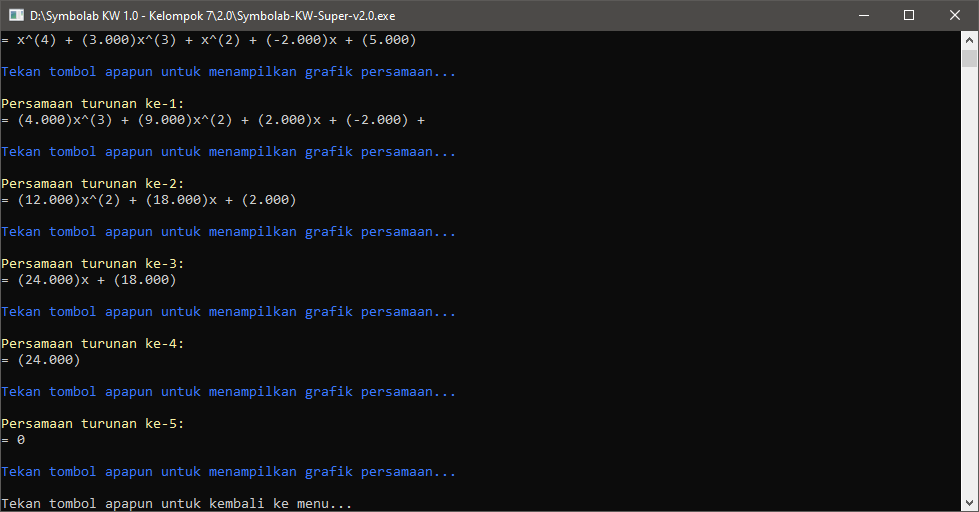 D:\Symbolab KW 1.0 - Kelompok 7\2.0\Symbolab-KW-Super-v2.0.exe
= x^(4) + (3.000)x^(3) + x^(2) + (-2.000)x + (5.000)
Tekan tombol apapun untuk menampilkan grafik persamaan...
Persamaan turunan ke-1:
= (4.000)x^(3) + (9.000)x^(2) + (2.000)x + (-2.000) +
Tekan tombol apapun untuk menampilkan grafik persamaan...
Persamaan turunan ke-2:
= (12.000)x^(2) + (18.000)x + (2.000)
Tekan tombol apapun untuk menampilkan grafik persamaan...
Persamaan turunan ke-3:
= (24.000)x + (18.000)
Tekan tombol apapun untuk menampilkan grafik persamaan...
Persamaan turunan ke-4:
= (24.000)
Tekan tombol apapun untuk menampilkan grafik persamaan...
Persamaan turunan ke-5:
= 0
Tekan tombol apapun untuk menampilkan grafik persamaan...
Tekan tombol apapun untuk kembali ke menu...